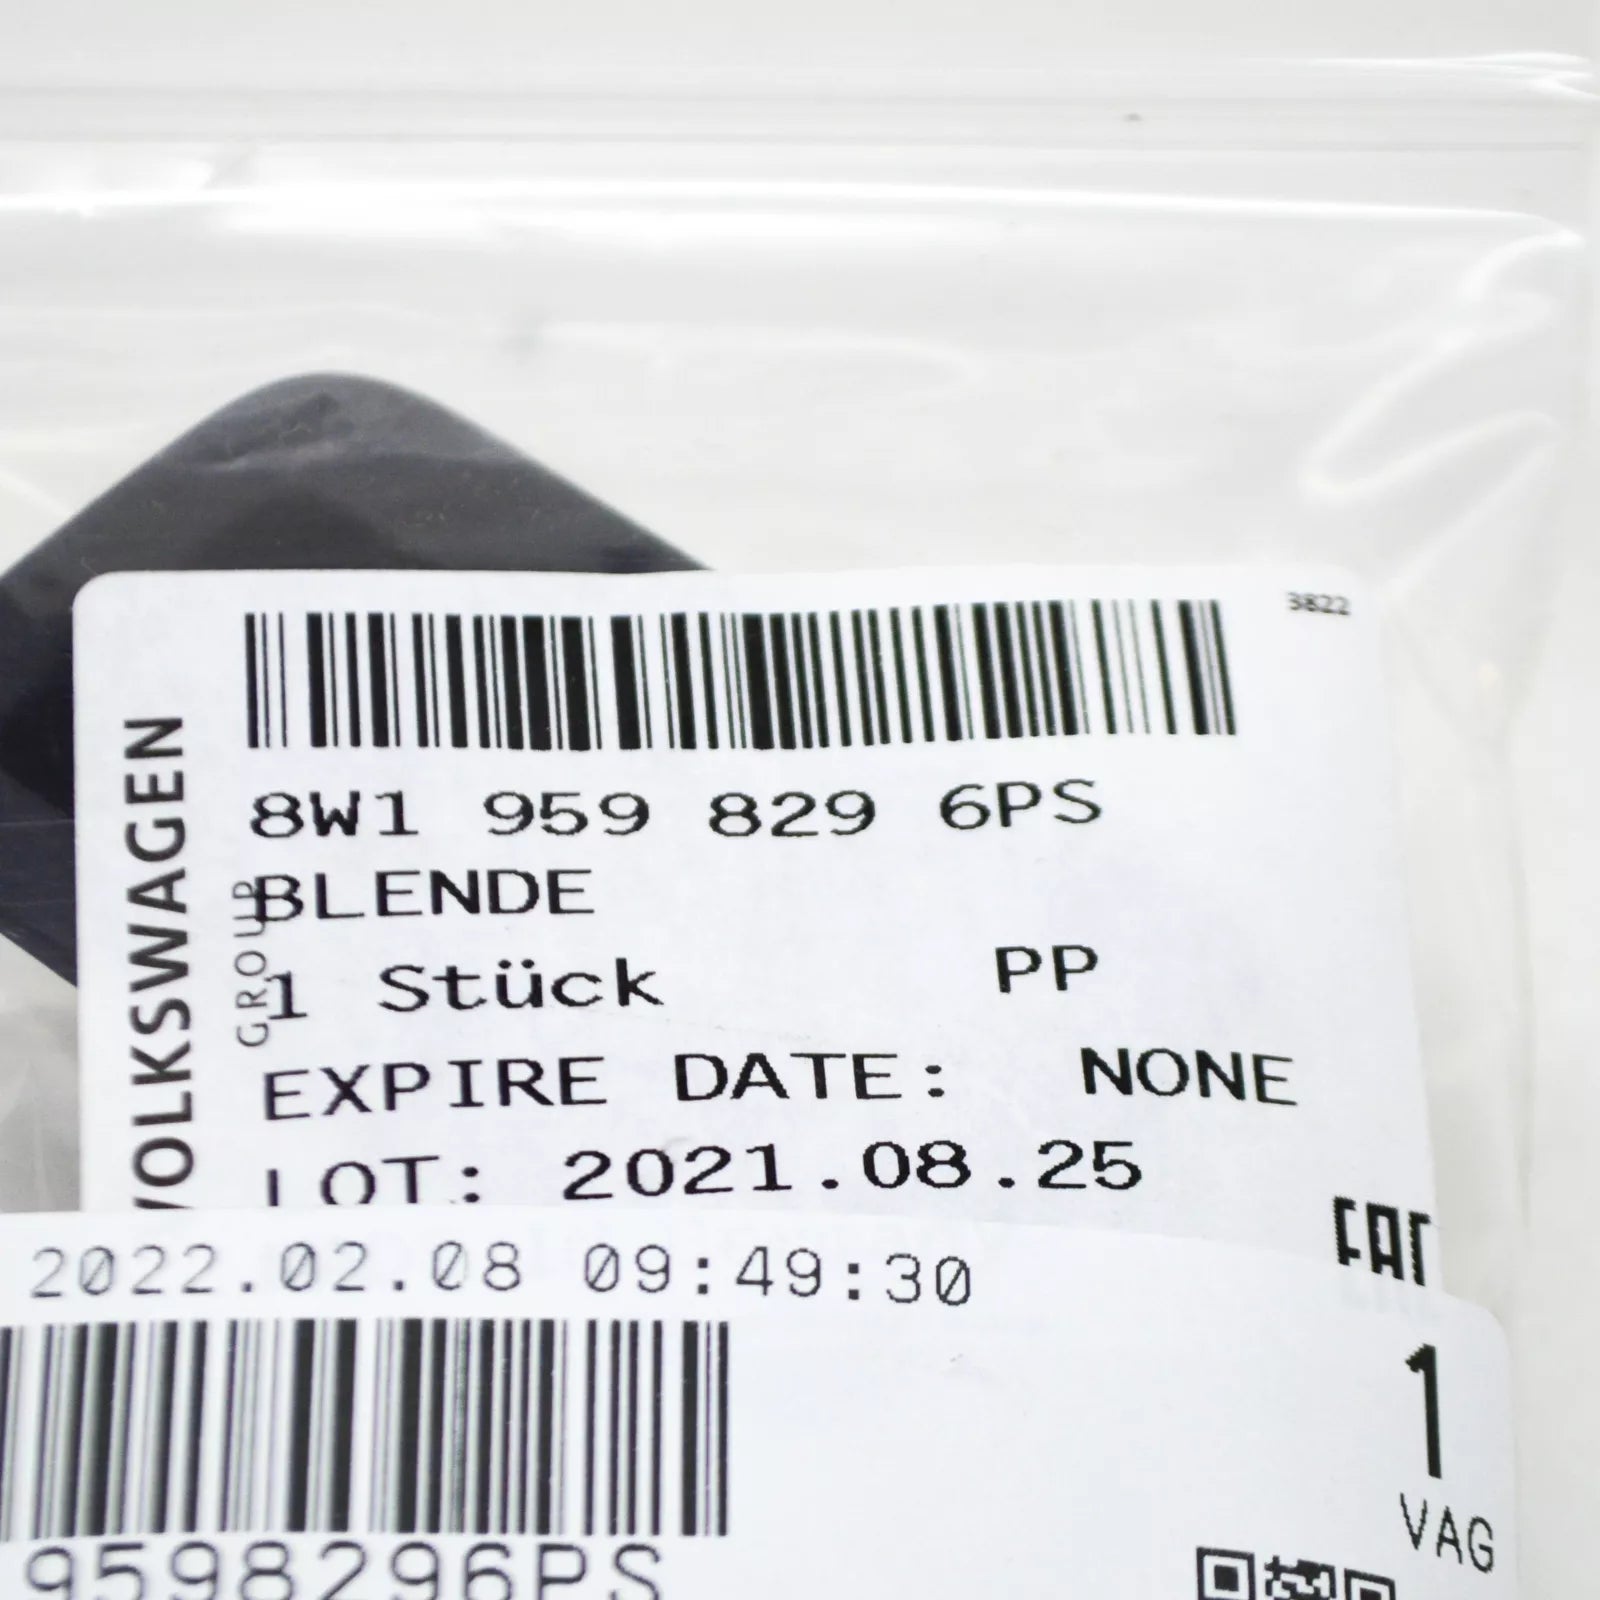 3822
VOLKSWAGEN
GROUP
8W1 959 829 6PS
BLENDE
1 Stück PP
EXPIRE DATE: NONE
LOT: 2021.08.25
EAC
2022.02.08 09:49:30
1
VAG
9598296PS